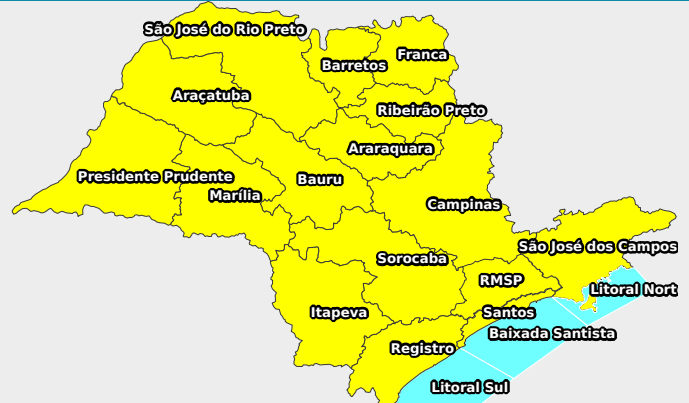 São José do Rio Preto
Franca
Barretos
Araçatuba
Ribeirão Preto
Araraquara
Presidente Prudente
Bauru
Marília
Campinas
São José dos Campos
Sorocaba
RMSP
Litoral Nort
Itapeva
Santos
Baixada Santista
Registro
Litoral Sul